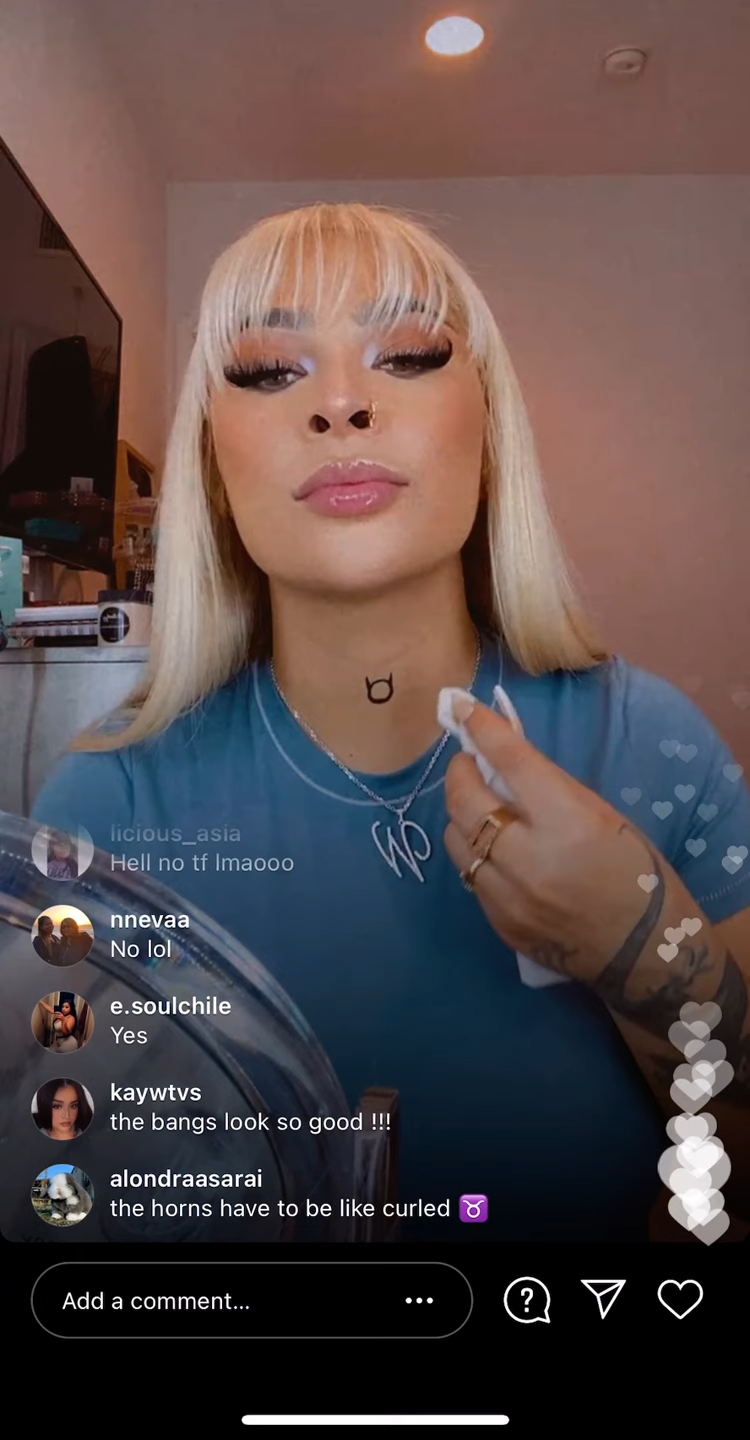 licious_asia
Hell no tf lmaooo
nnevaa
No lol
e.soulchile
Yes
kaywtvs
the bangs look so good !!!
alondraasarai
the horns have to be like curled ♉
Add a comment...